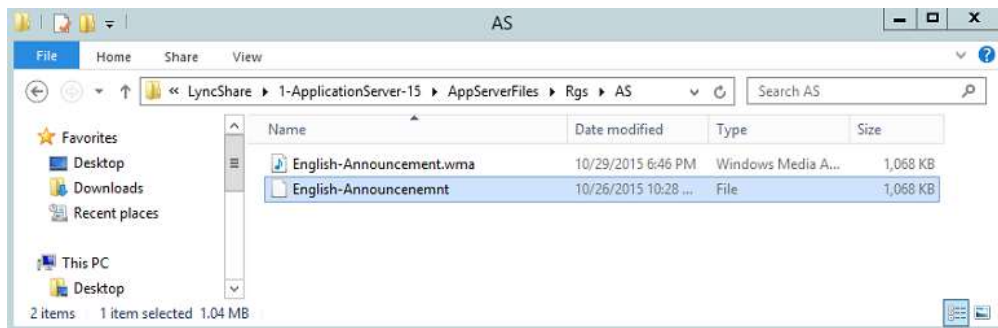 AS
File Home Share View
« LyncShare ▸ 1-ApplicationServer-15 ▸ AppServerFiles ▸ Rgs ▸ AS Search AS
Favorites
Desktop
Downloads
Recent places
This PC
Desktop
Name Date modified Type Size
English-Announcement.wma 10/29/2015 6:46 PM Windows Media A... 1,068 KB
English-Announcenemnt 10/26/2015 10:28 ... File 1,068 KB
2 items 1 item selected 1.04 MB